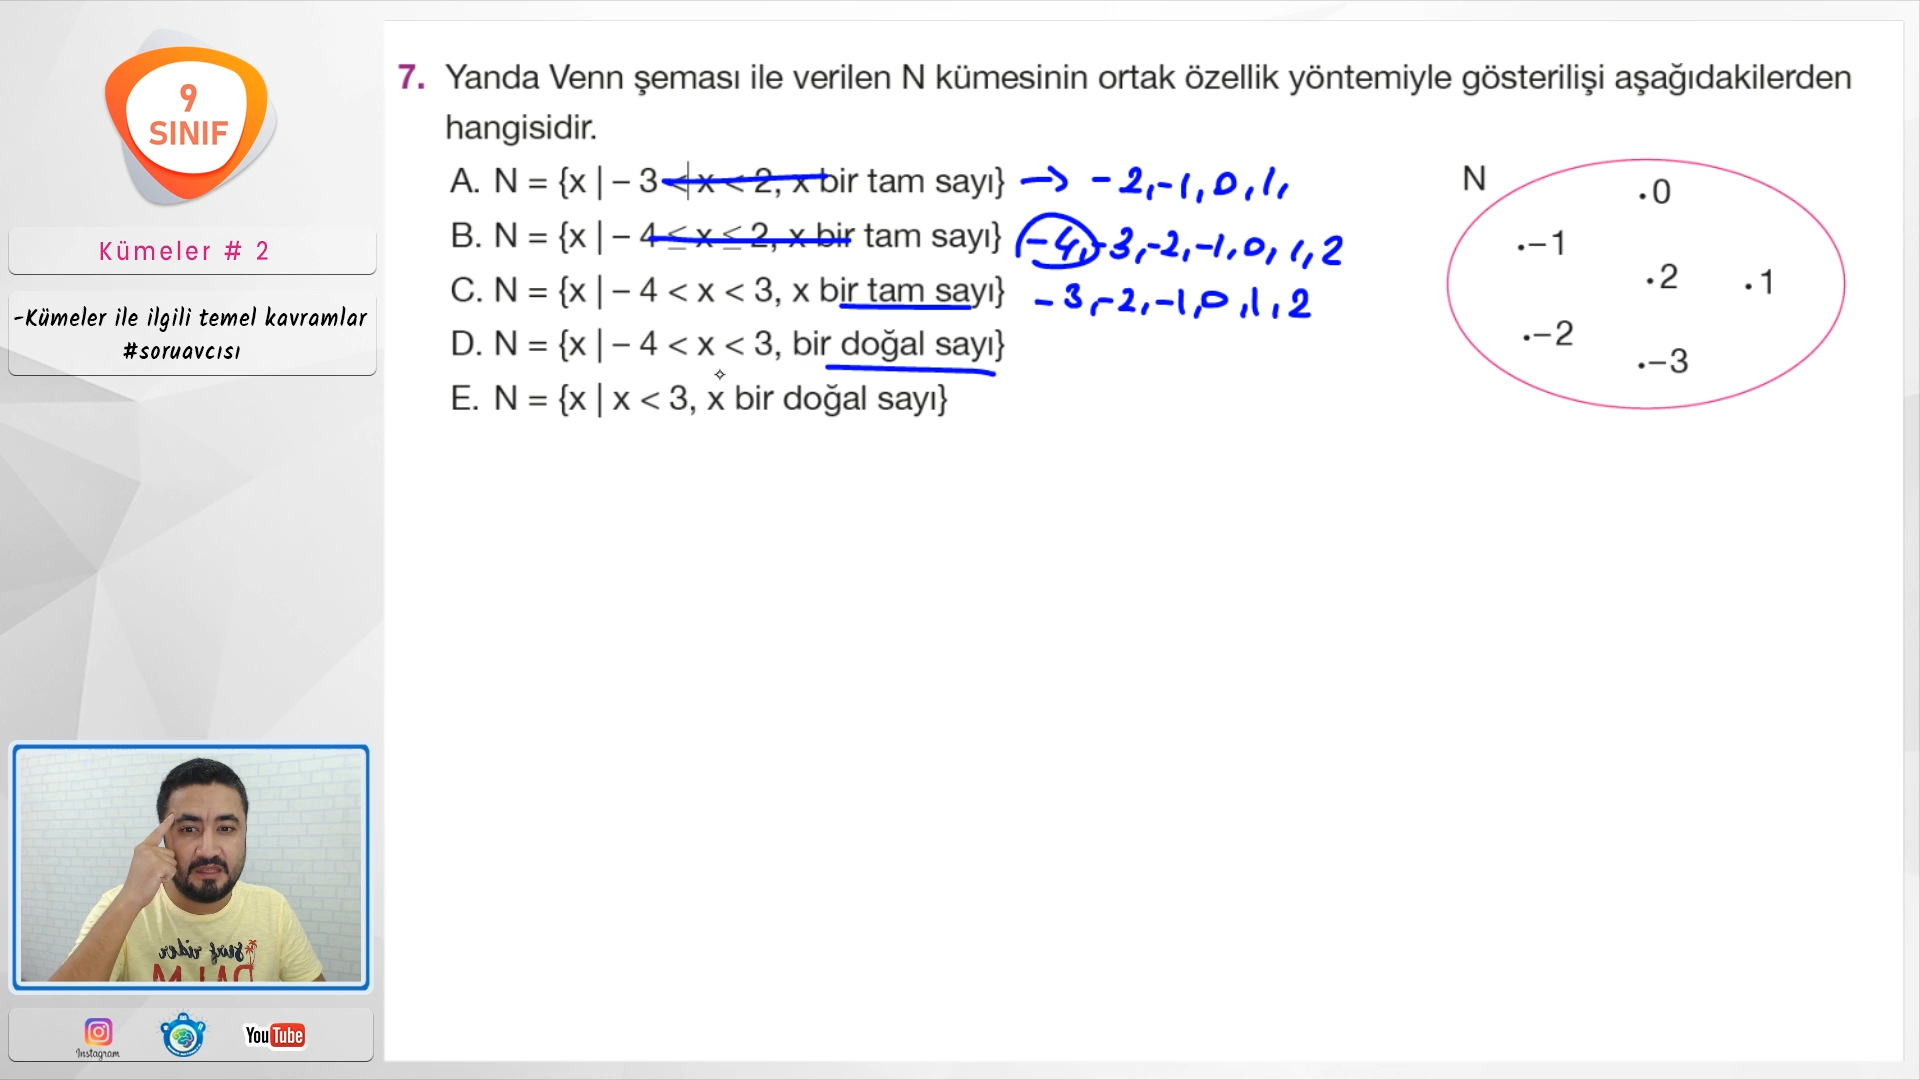 9
SINIF
Kümeler # 2
-Kümeler ile ilgili temel kavramlar
#soruavcısı
7. Yanda Venn şeması ile verilen N kümesinin ortak özellik yöntemiyle gösterilişi aşağıdakilerden
hangisidir.
A. N = {x | – 3 < x < 2, x bir tam sayı} → -2,-1,0,1,
B. N = {x | – 4 ≤ x ≤ 2, x bir tam sayı} -4,-3,-2,-1,0,1,2
C. N = {x | – 4 < x < 3, x bir tam sayı} -3,-2,-1,0,1,2
D. N = {x | – 4 < x < 3, bir doğal sayı}
E. N = {x | x < 3, x bir doğal sayı}
N
.0
.–1
.2 .1
.–2
.–3
surf rider
Instagram
YouTube